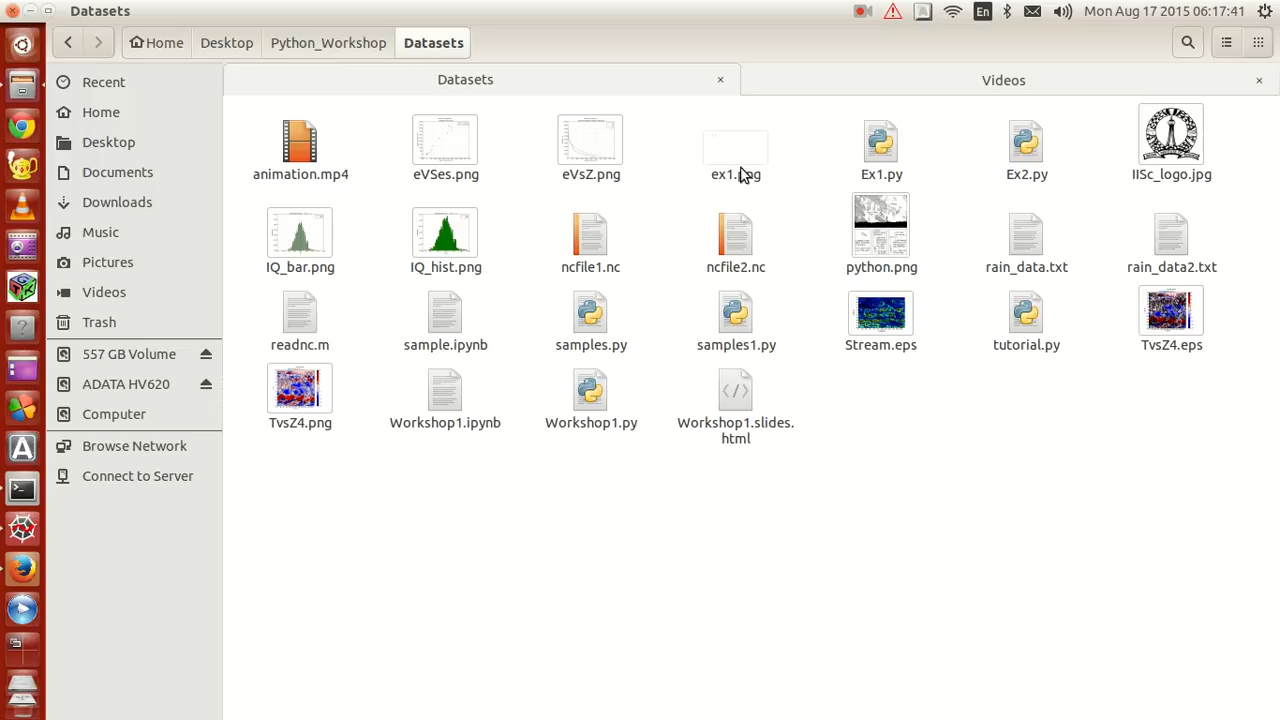 Datasets
En
Mon Aug 17 2015 06:17:41
Home
Desktop
Python_Workshop
Datasets
Datasets
Videos
Recent
Home
Desktop
Documents
Downloads
Music
Pictures
Videos
Trash
557 GB Volume
ADATA HV620
Computer
Browse Network
Connect to Server
animation.mp4
eVSes.png
eVsZ.png
ex1.png
Ex1.py
Ex2.py
IISc_logo.jpg
IQ_bar.png
IQ_hist.png
ncfile1.nc
ncfile2.nc
python.png
rain_data.txt
rain_data2.txt
readnc.m
sample.ipynb
samples.py
samples1.py
Stream.eps
tutorial.py
TvsZ4.eps
TvsZ4.png
Workshop1.ipynb
Workshop1.py
Workshop1.slides.
html